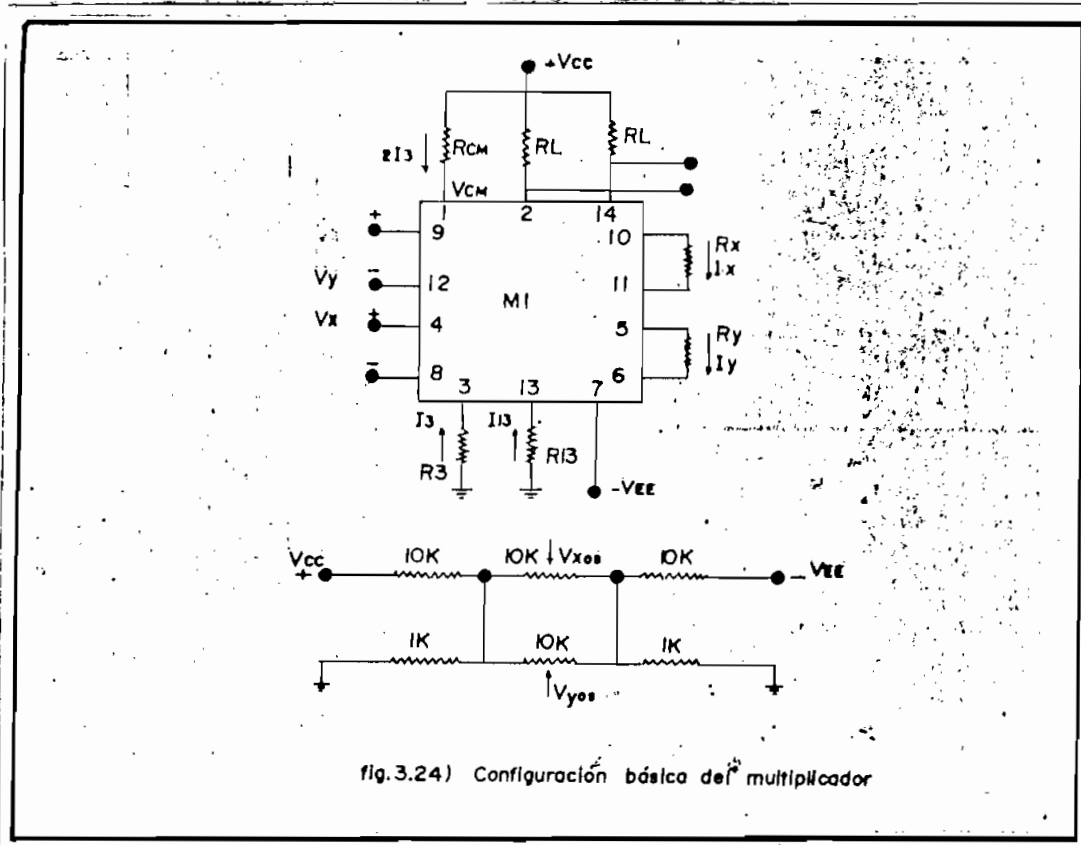 +Vcc
2I3 RCM RL RL
VCM
1 2 14
+ 9 10 Rx
Ix
Vy - 12 11
M1
Vx + 4 5 Ry
Iy
- 8 6
3 13 7
I3 I13
R3 R13
-VEE
Vcc + 10K 10K Vxos 10K - VEE
1K 10K 1K
Vyos
fig.3.24) Configuración básica del multiplicador